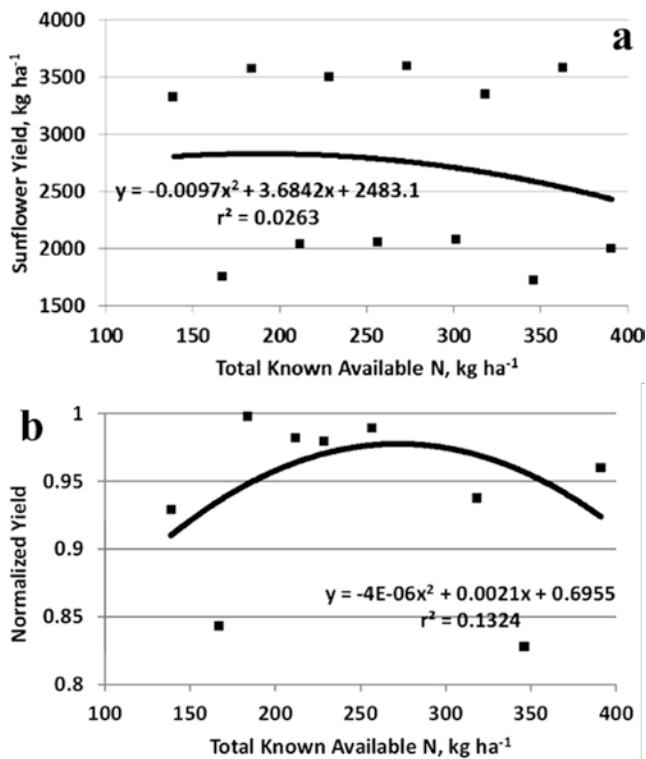 a
4000
3500
3000
2500
2000
1500
Sunflower Yield, kg ha⁻¹
y = -0.0097x² + 3.6842x + 2483.1
r² = 0.0263
100 150 200 250 300 350 400
Total Known Available N, kg ha⁻¹
b
1
0.95
0.9
0.85
0.8
Normalized Yield
y = -4E-06x² + 0.0021x + 0.6955
r² = 0.1324
100 150 200 250 300 350 400
Total Known Available N, kg ha⁻¹